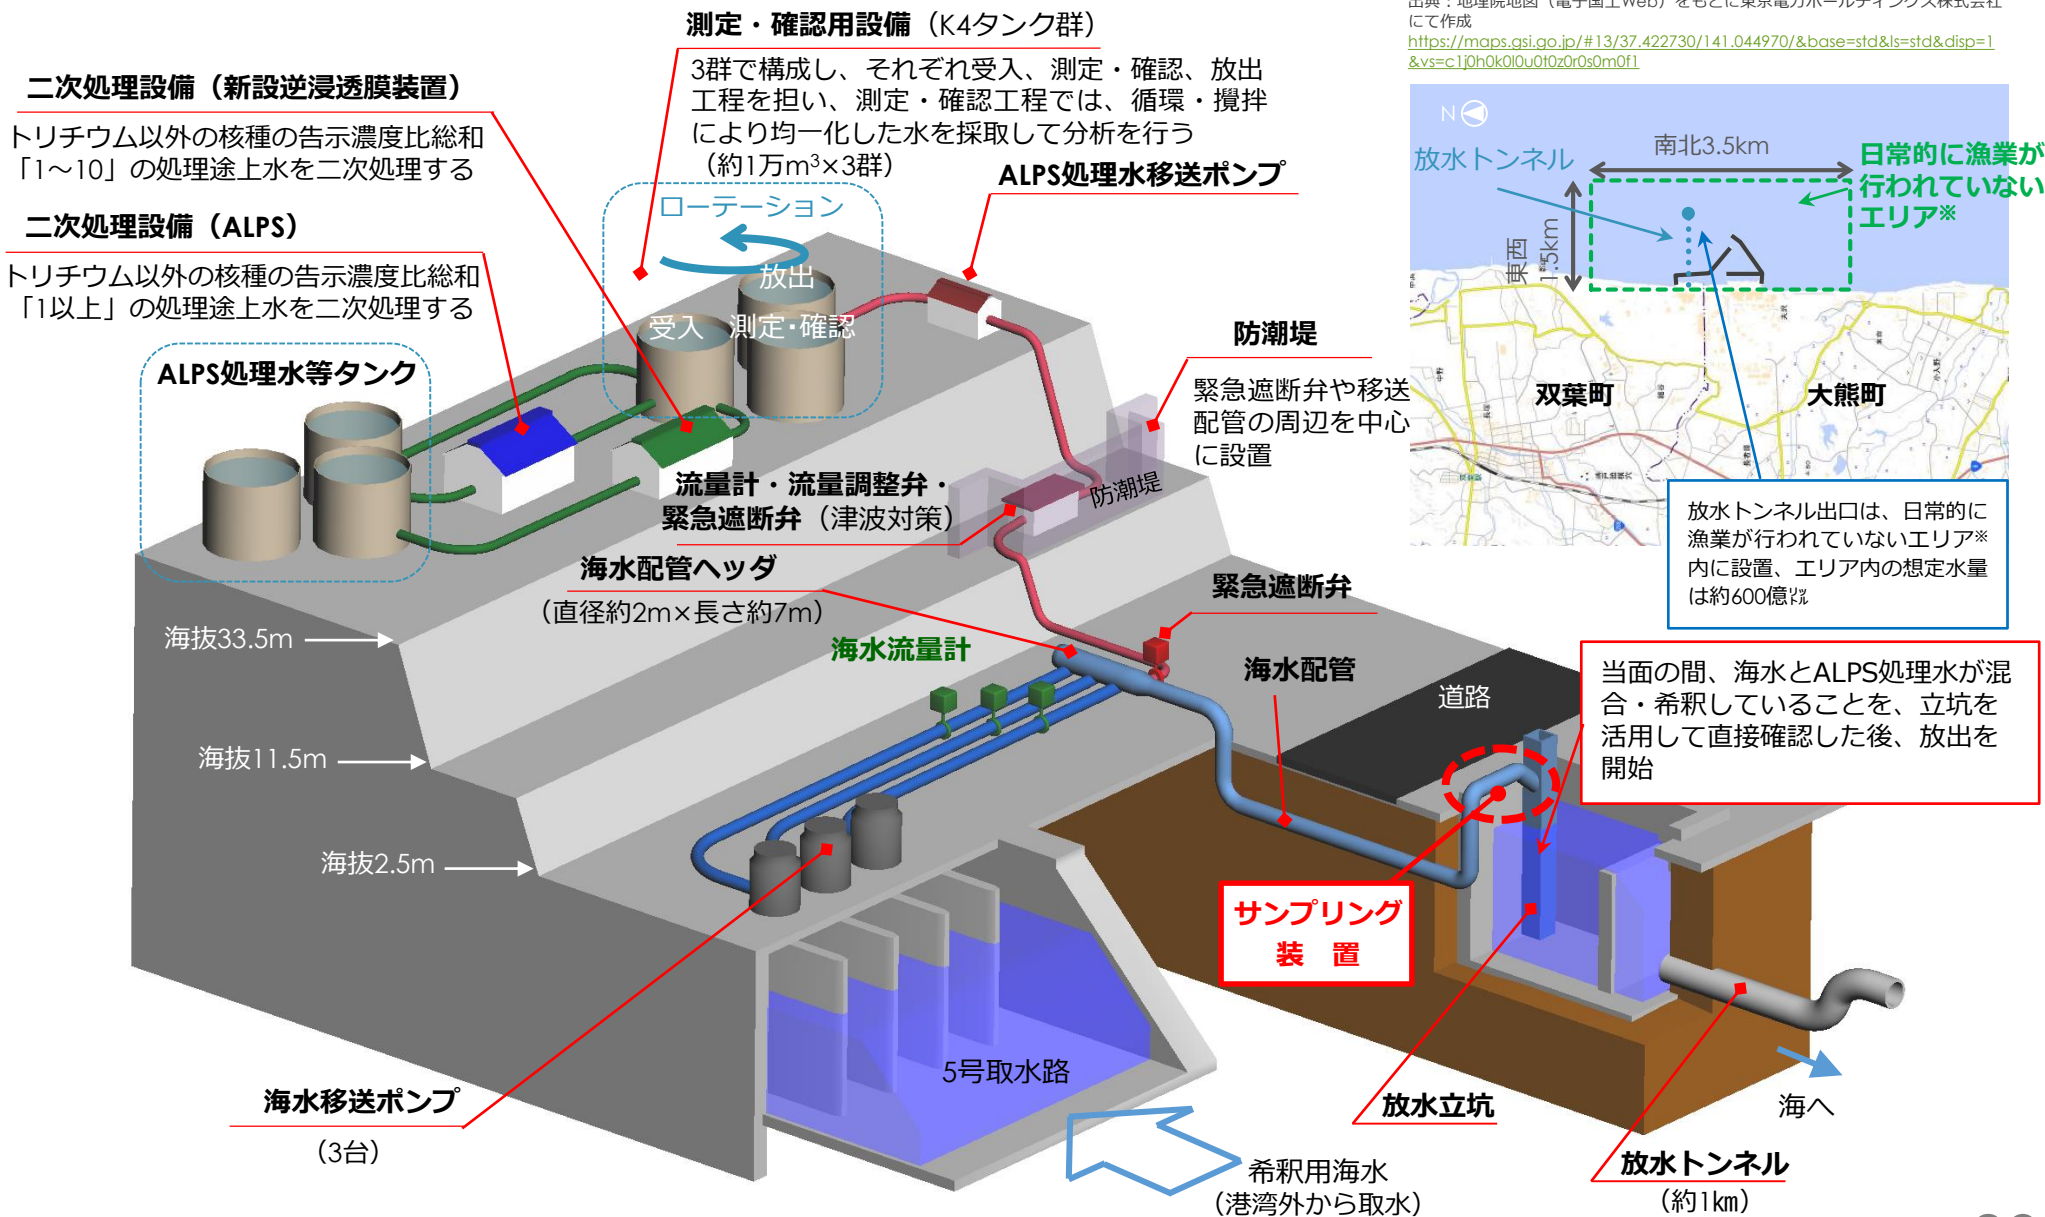 測定・確認用設備（K4タンク群）
3群で構成し、それぞれ受入、測定・確認、放出
工程を担い、測定・確認工程では、循環・攪拌
により均一化した水を採取して分析を行う
（約1万m³×3群）
二次処理設備（新設逆浸透膜装置）
トリチウム以外の核種の告示濃度比総和
「1～10」の処理途上水を二次処理する
二次処理設備（ALPS）
トリチウム以外の核種の告示濃度比総和
「1以上」の処理途上水を二次処理する
ALPS処理水等タンク
ローテーション
放出
受入
測定・確認
ALPS処理水移送ポンプ
出典：地理院地図（電子国土Web）をもとに東京電力ホールディングス株式会社
にて作成
https://maps.gsi.go.jp/#13/37.422730/141.044970/&base=std&ls=std&disp=1
&vs=c1j0h0k0l0u0t0z0r0s0m0f1
N
放水トンネル
南北3.5km
東西
1.5km
日常的に漁業が
行われていない
エリア※
双葉町
大熊町
放水トンネル出口は、日常的に
漁業が行われていないエリア※
内に設置、エリア内の想定水量
は約600億㍑
防潮堤
緊急遮断弁や移送
配管の周辺を中心
に設置
防潮堤
流量計・流量調整弁・
緊急遮断弁（津波対策）
海水配管ヘッダ
（直径約2m×長さ約7m）
海水流量計
緊急遮断弁
海水配管
道路
当面の間、海水とALPS処理水が混
合・希釈していることを、立坑を
活用して直接確認した後、放出を
開始
海抜33.5m
海抜11.5m
海抜2.5m
サンプリング
装　置
5号取水路
海水移送ポンプ
（3台）
希釈用海水
（港湾外から取水）
放水立坑
海へ
放水トンネル
（約1㎞）